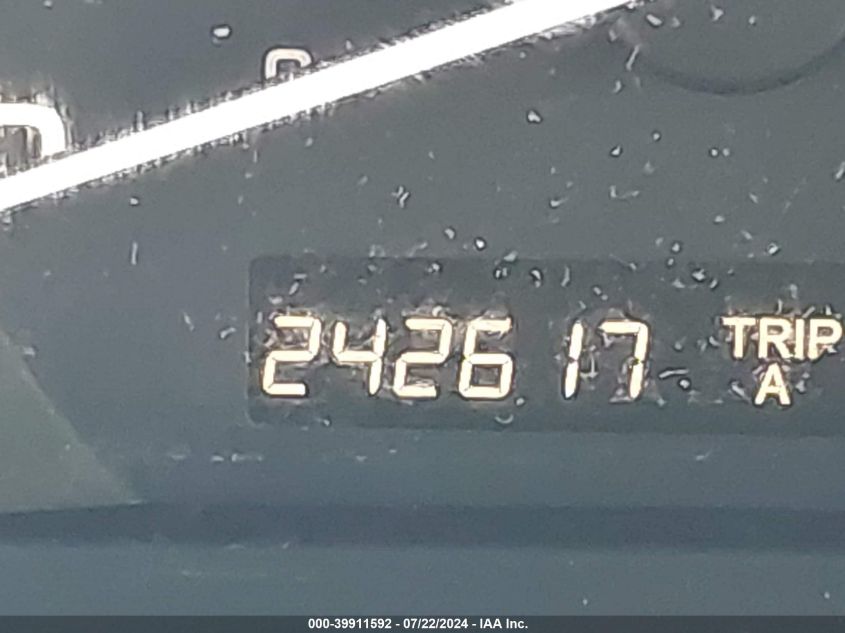 242617 TRIP
A
000-39911592 - 07/22/2024 - IAA Inc.